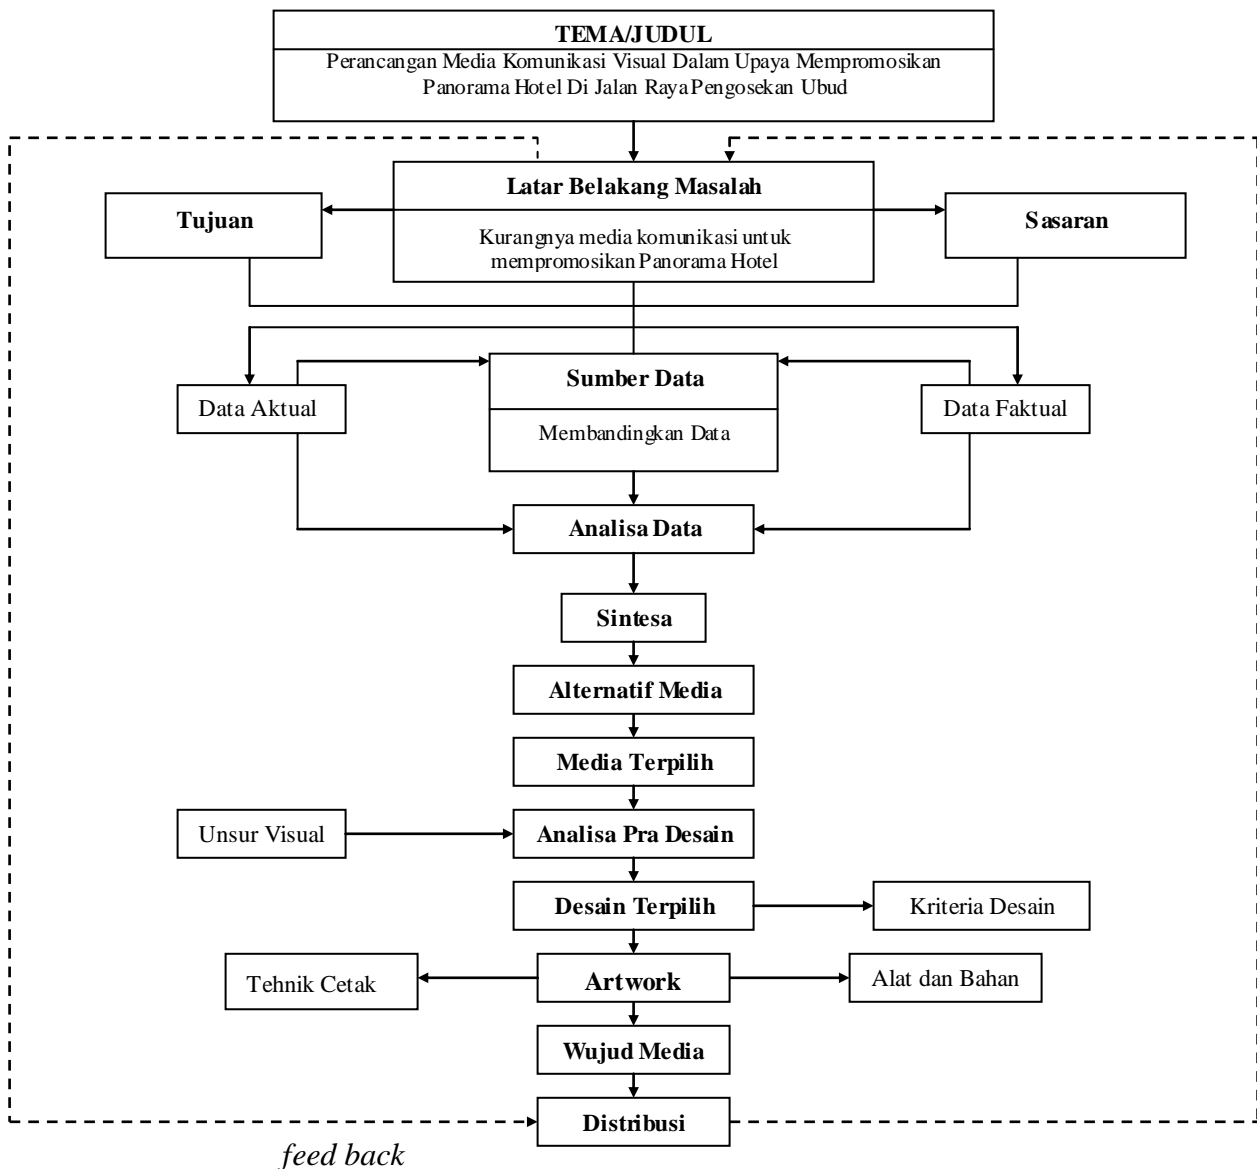 TEMA/JUDUL
Perancangan Media Komunikasi Visual Dalam Upaya Mempromosikan
Panorama Hotel Di Jalan Raya Pengosekan Ubud
Latar Belakang Masalah
Tujuan
Sasaran
Kurangnya media komunikasi untuk
mempromosikan Panorama Hotel
Sumber Data
Data Aktual
Data Faktual
Membandingkan Data
Analisa Data
Sintesa
Alternatif Media
Media Terpilih
Unsur Visual
Analisa Pra Desain
Desain Terpilih
Kriteria Desain
Tehnik Cetak
Artwork
Alat dan Bahan
Wujud Media
Distribusi
feed back